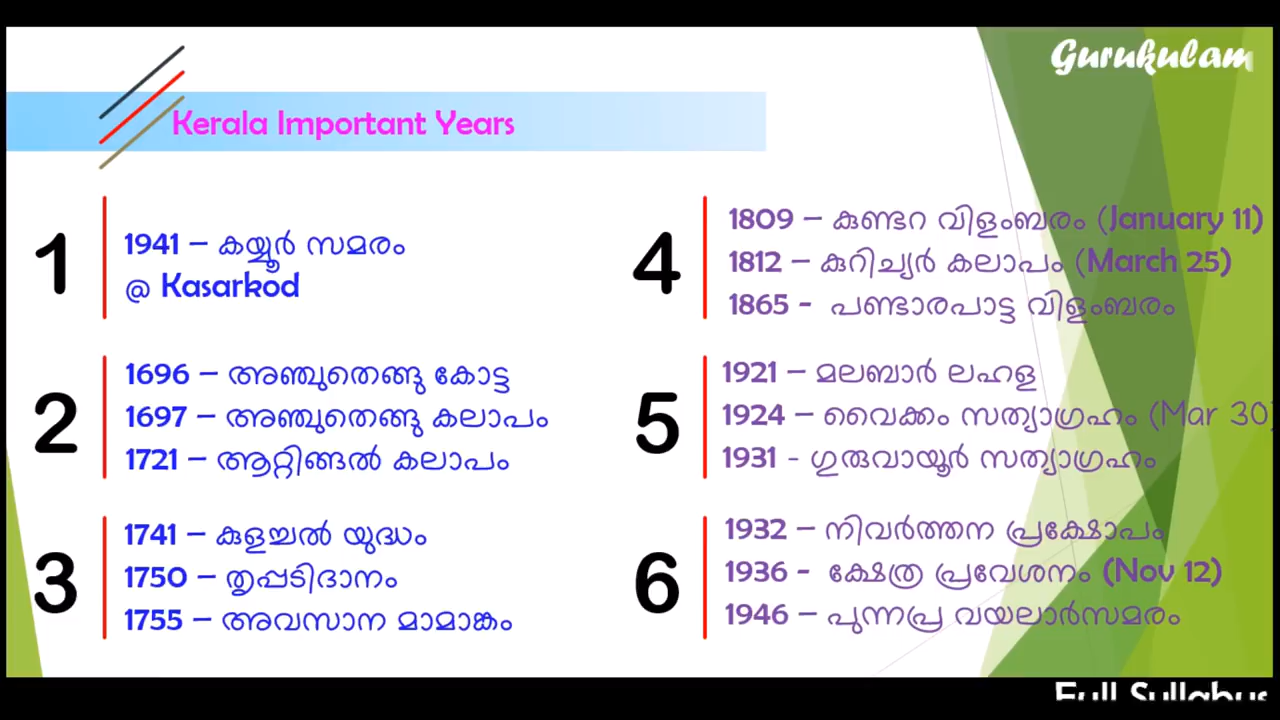 Gurukulam
Kerala Important Years
1
1941 – കയ്യൂർ സമരം
@ Kasarkod
2
1696 – അഞ്ചുതെങ്ങു കോട്ട
1697 – അഞ്ചുതെങ്ങു കലാപം
1721 – ആറ്റിങ്ങൽ കലാപം
3
1741 – കുളച്ചൽ യുദ്ധം
1750 – തൃപ്പടിദാനം
1755 – അവസാന മാമാങ്കം
4
1809 – കുണ്ടറ വിളംബരം (January 11)
1812 – കുറിച്യർ കലാപം (March 25)
1865 - പണ്ടാരപാട്ട വിളംബരം
5
1921 – മലബാർ ലഹള
1924 – വൈക്കം സത്യാഗ്രഹം (Mar 30)
1931 - ഗുരുവായൂർ സത്യാഗ്രഹം
6
1932 – നിവർത്തന പ്രക്ഷോപം
1936 - ക്ഷേത്ര പ്രവേശനം (Nov 12)
1946 – പുന്നപ്ര വയലാർസമരം
Full Syllabus